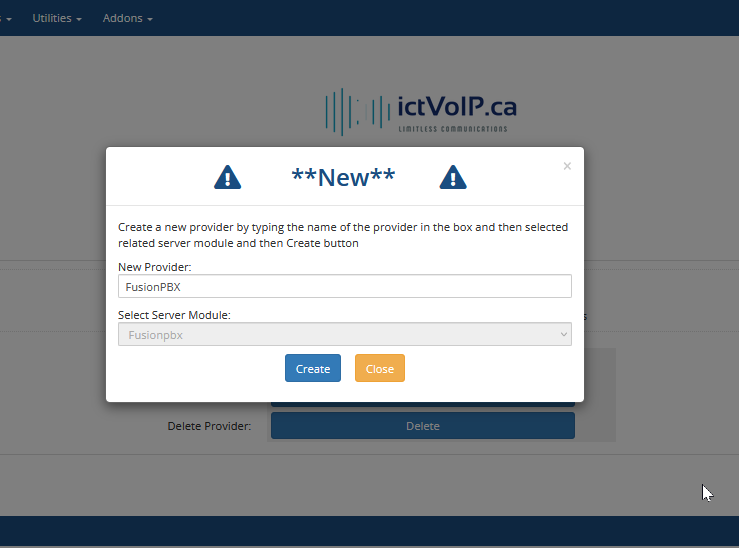 Utilities
Addons
ictVoIP.ca
LIMITLESS COMMUNICATIONS
**New**
×
Create a new provider by typing the name of the provider in the box and then selected
related server module and then Create button
New Provider:
FusionPBX
Select Server Module:
Fusionpbx
Create Close
Delete Provider: Delete